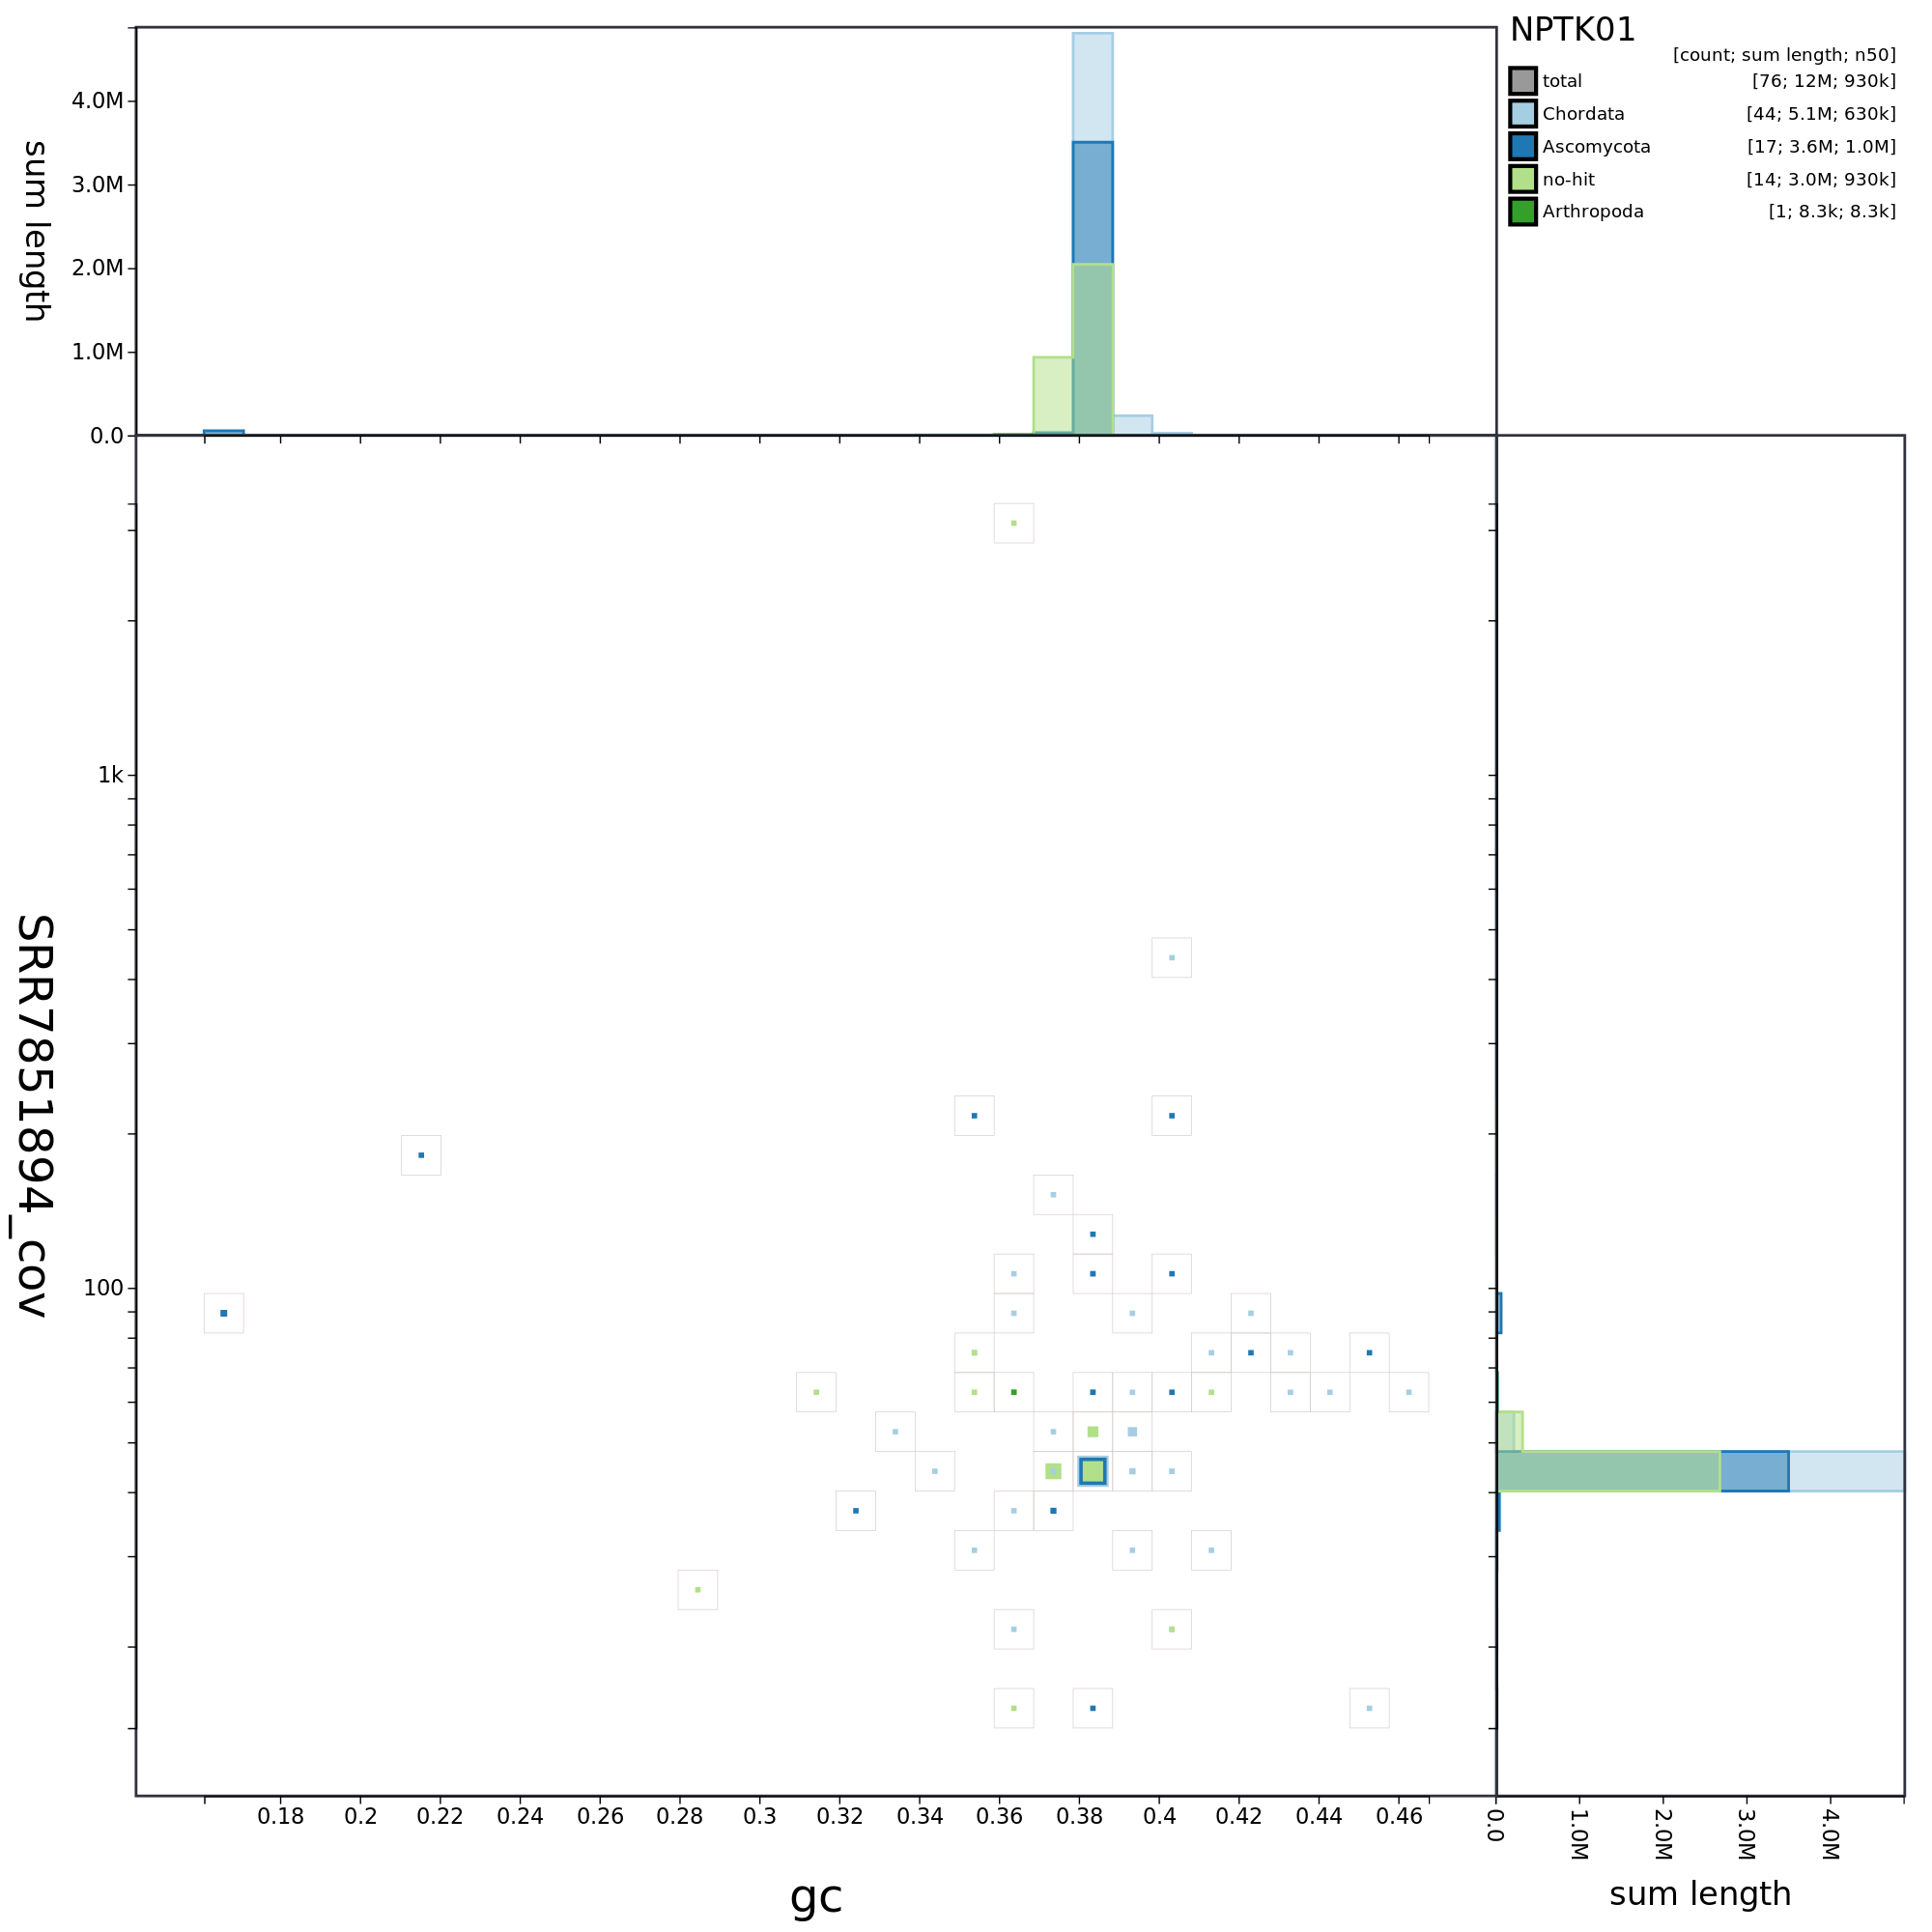 NPTK01
[count; sum length; n50]
total [76; 12M; 930k]
Chordata [44; 5.1M; 630k]
Ascomycota [17; 3.6M; 1.0M]
no-hit [14; 3.0M; 930k]
Arthropoda [1; 8.3k; 8.3k]
sum length
4.0M
3.0M
2.0M
1.0M
0.0
SRR7851894_cov
1k
100
0.18 0.2 0.22 0.24 0.26 0.28 0.3 0.32 0.34 0.36 0.38 0.4 0.42 0.44 0.46
gc
0.0 1.0M 2.0M 3.0M 4.0M
sum length